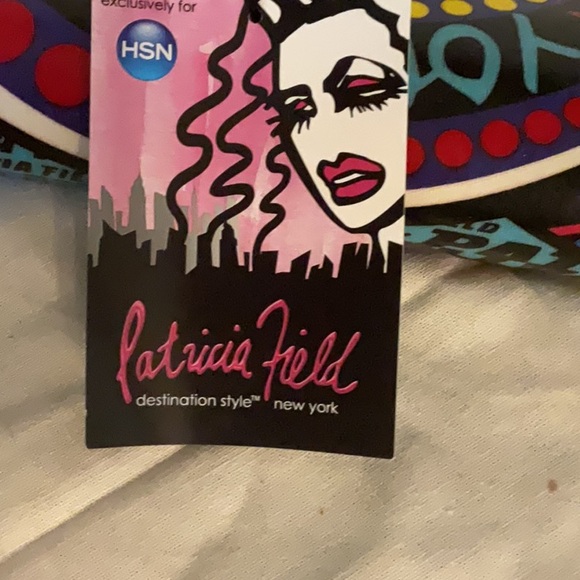 exclusively for
HSN
Patricia Field
destination style™ new york